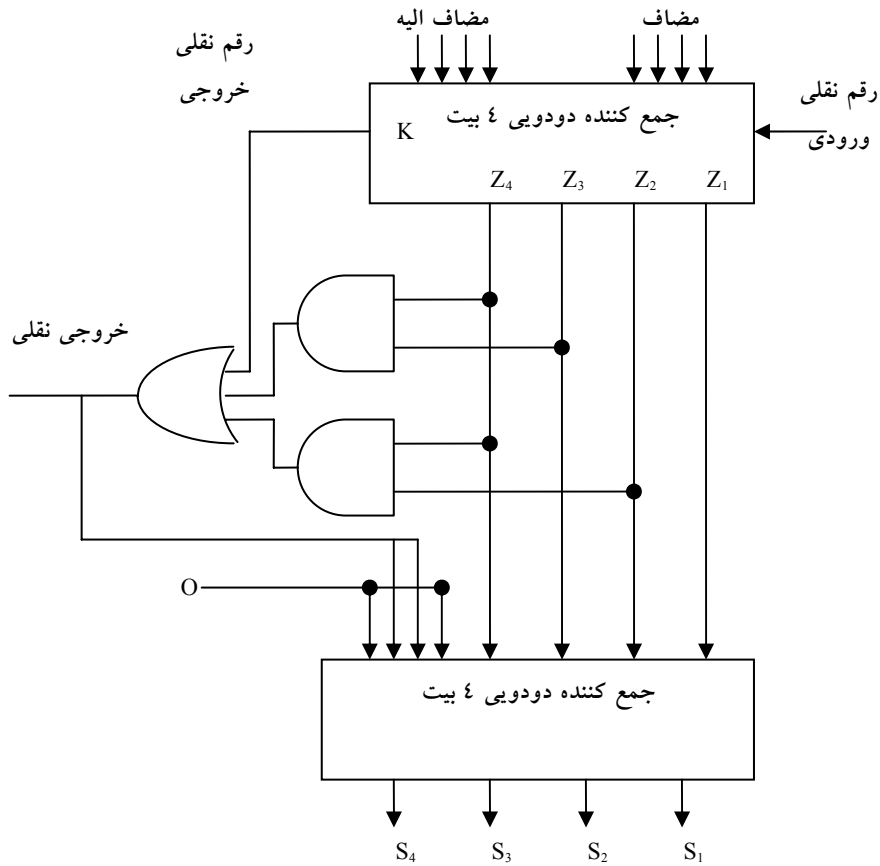 مضاف
مضاف الیه
رقم نقلی
خروجی
رقم نقلی
ورودی
جمع کننده دودویی ٤ بیت
K
Z₄ Z₃ Z₂ Z₁
خروجی نقلی
O
جمع کننده دودویی ٤ بیت
S₄ S₃ S₂ S₁